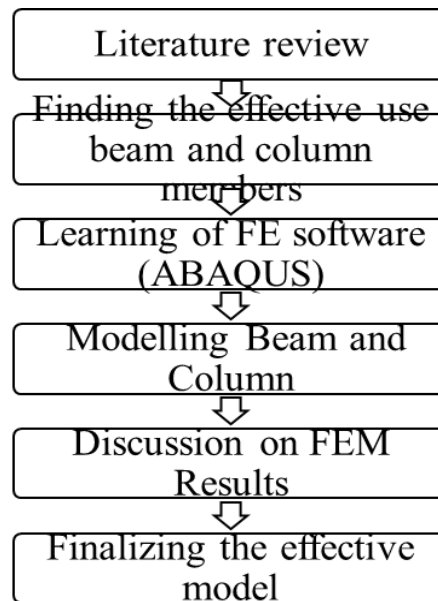 Literature review
Finding the effective use
beam and column
members
Learning of FE software
(ABAQUS)
Modelling Beam and
Column
Discussion on FEM
Results
Finalizing the effective
model